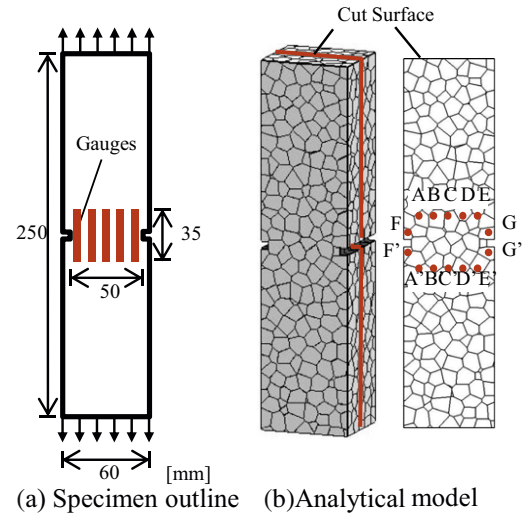 Cut Surface
Gauges
250
35
50
60
[mm]
A B C D E
F
G
F'
G'
A' B' C' D' E'
(a) Specimen outline
(b)Analytical model